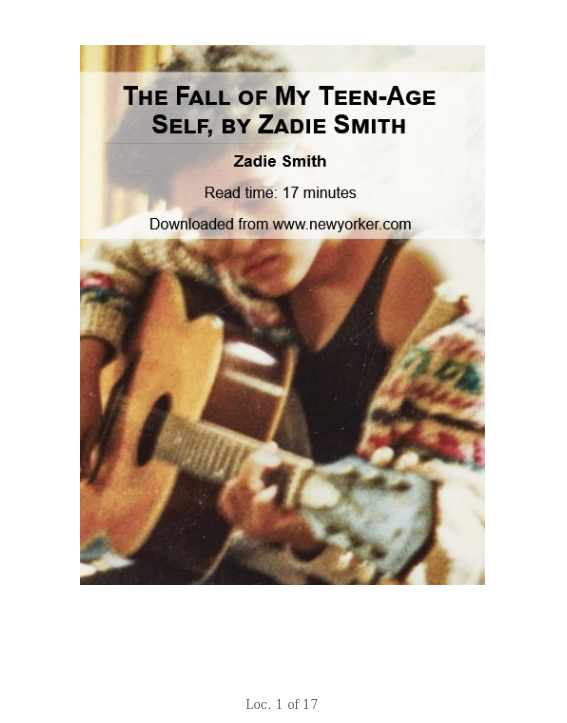 The Fall of My Teen-Age
Self, by Zadie Smith
Zadie Smith
Read time: 17 minutes
Downloaded from www.newyorker.com
Loc. 1 of 17